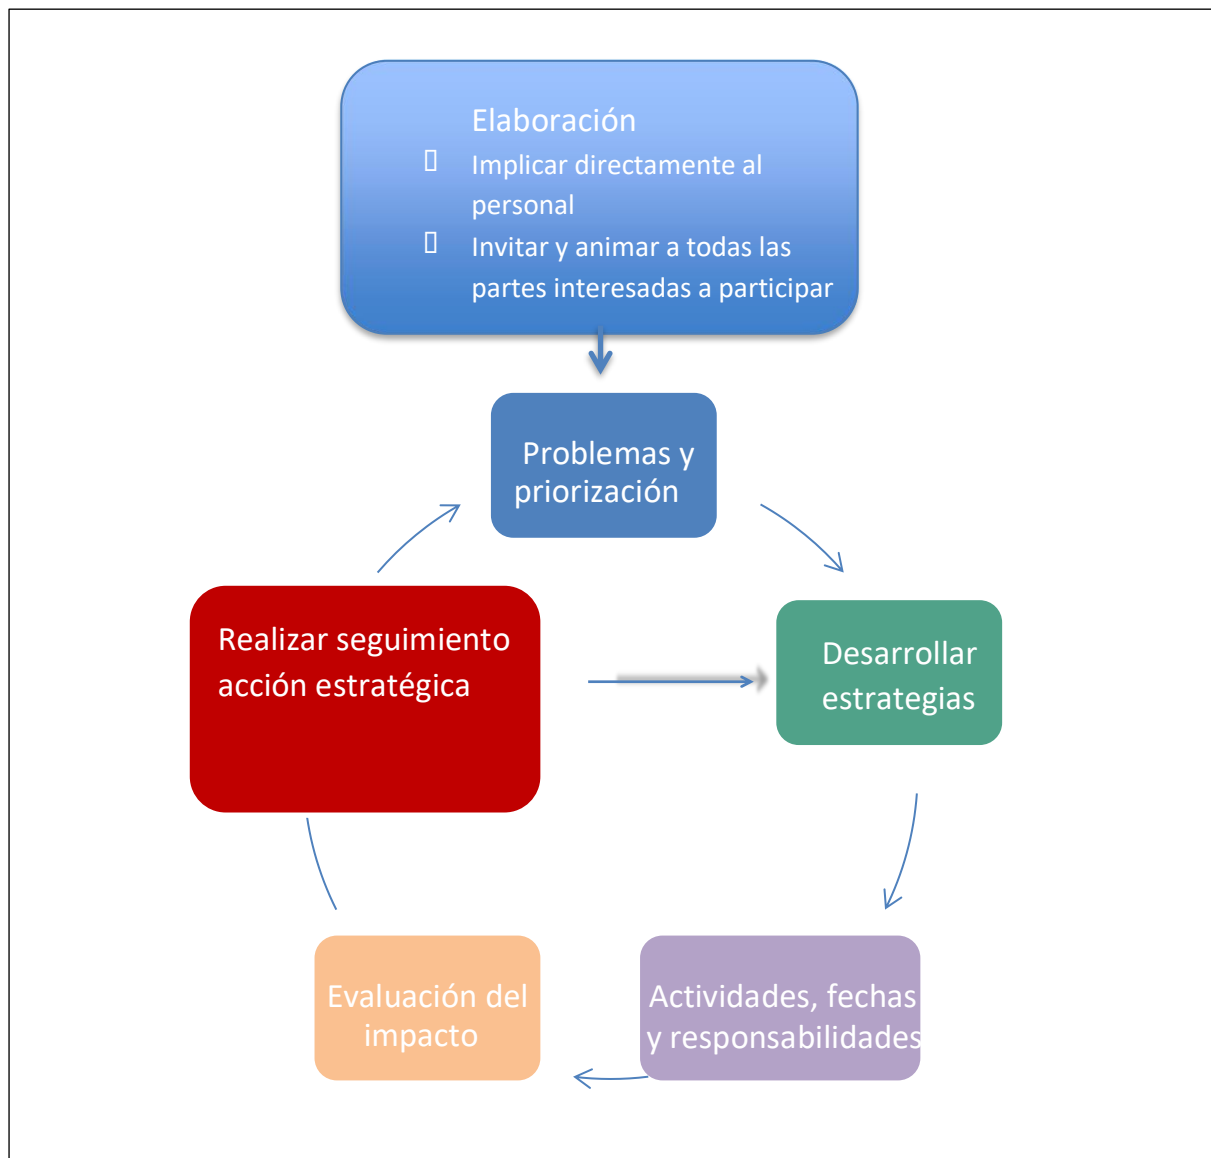 Elaboración
Implicar directamente al
personal
Invitar y animar a todas las
partes interesadas a participar
Problemas y
priorización
Realizar seguimiento
acción estratégica
Desarrollar
estrategias
Evaluación del
impacto
Actividades, fechas
y responsabilidades